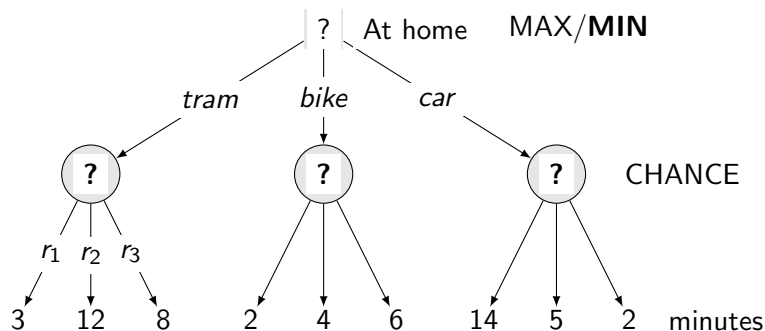 ? At home MAX/MIN
tram bike car
? ? ? CHANCE
r1 r2 r3
3 12 8 2 4 6 14 5 2 minutes